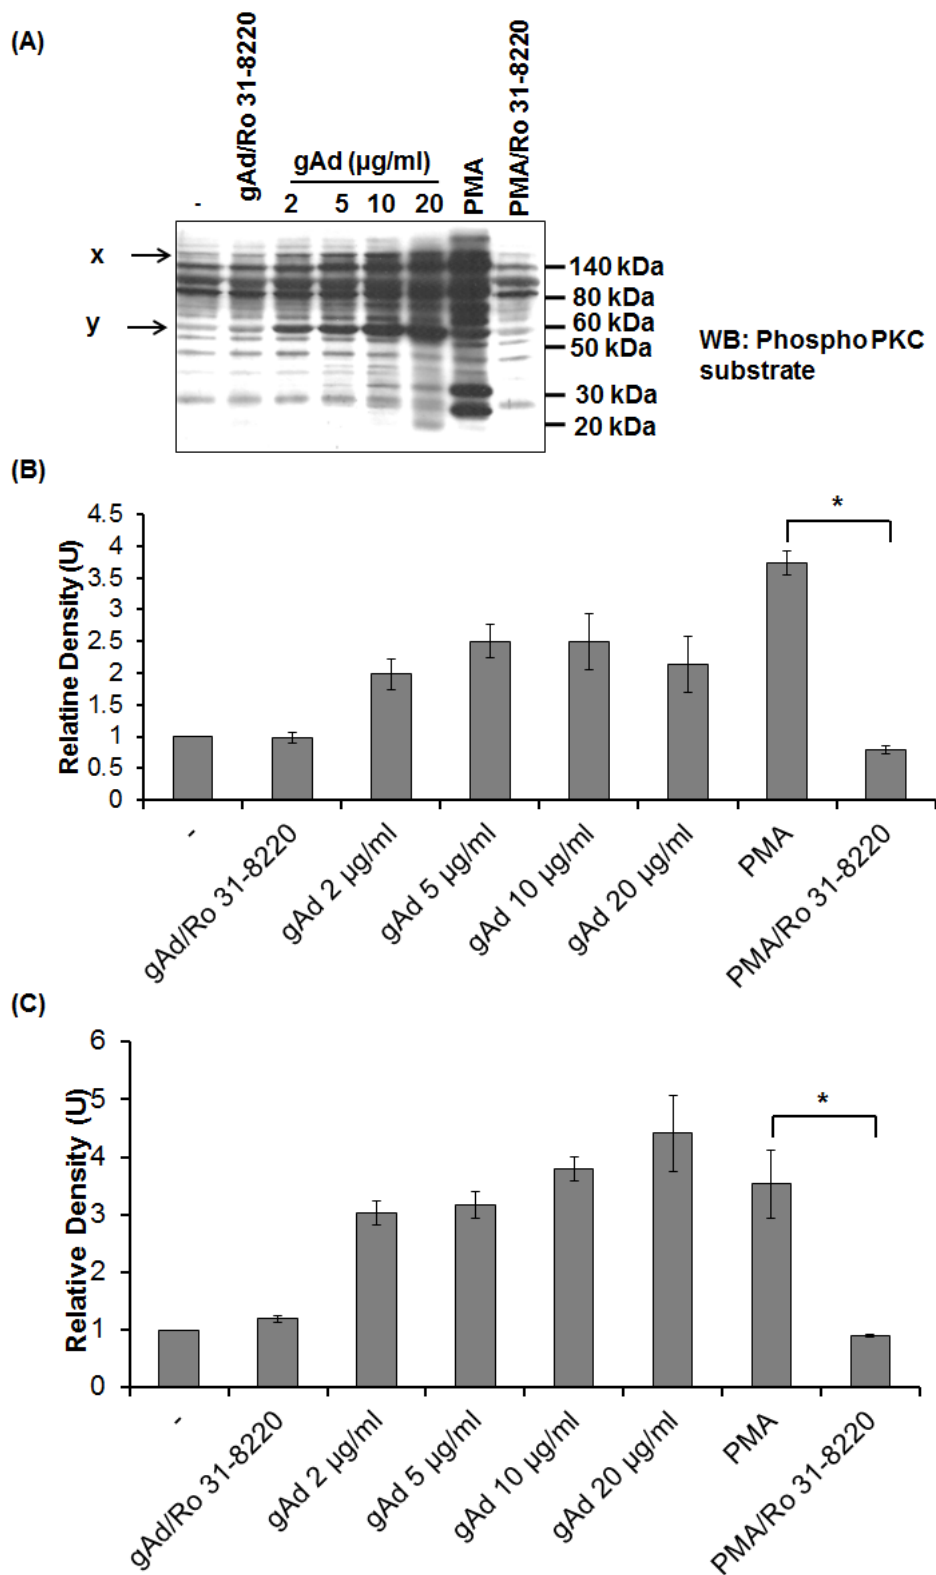 (A)
gAd/Ro 31-8220
PMA
PMA/Ro 31-8220
gAd (µg/ml)
- 2 5 10 20
x
y
140 kDa
80 kDa
60 kDa
50 kDa
30 kDa
20 kDa
WB: Phospho PKC
substrate
(B)
Relatine Density (U)
4.5
4
3.5
3
2.5
2
1.5
1
0.5
0
*
-
gAd/Ro 31-8220
gAd 2 µg/ml
gAd 5 µg/ml
gAd 10 µg/ml
gAd 20 µg/ml
PMA
PMA/Ro 31-8220
(C)
Relative Density (U)
6
5
4
3
2
1
0
*
-
gAd/Ro 31-8220
gAd 2 µg/ml
gAd 5 µg/ml
gAd 10 µg/ml
gAd 20 µg/ml
PMA
PMA/Ro 31-8220